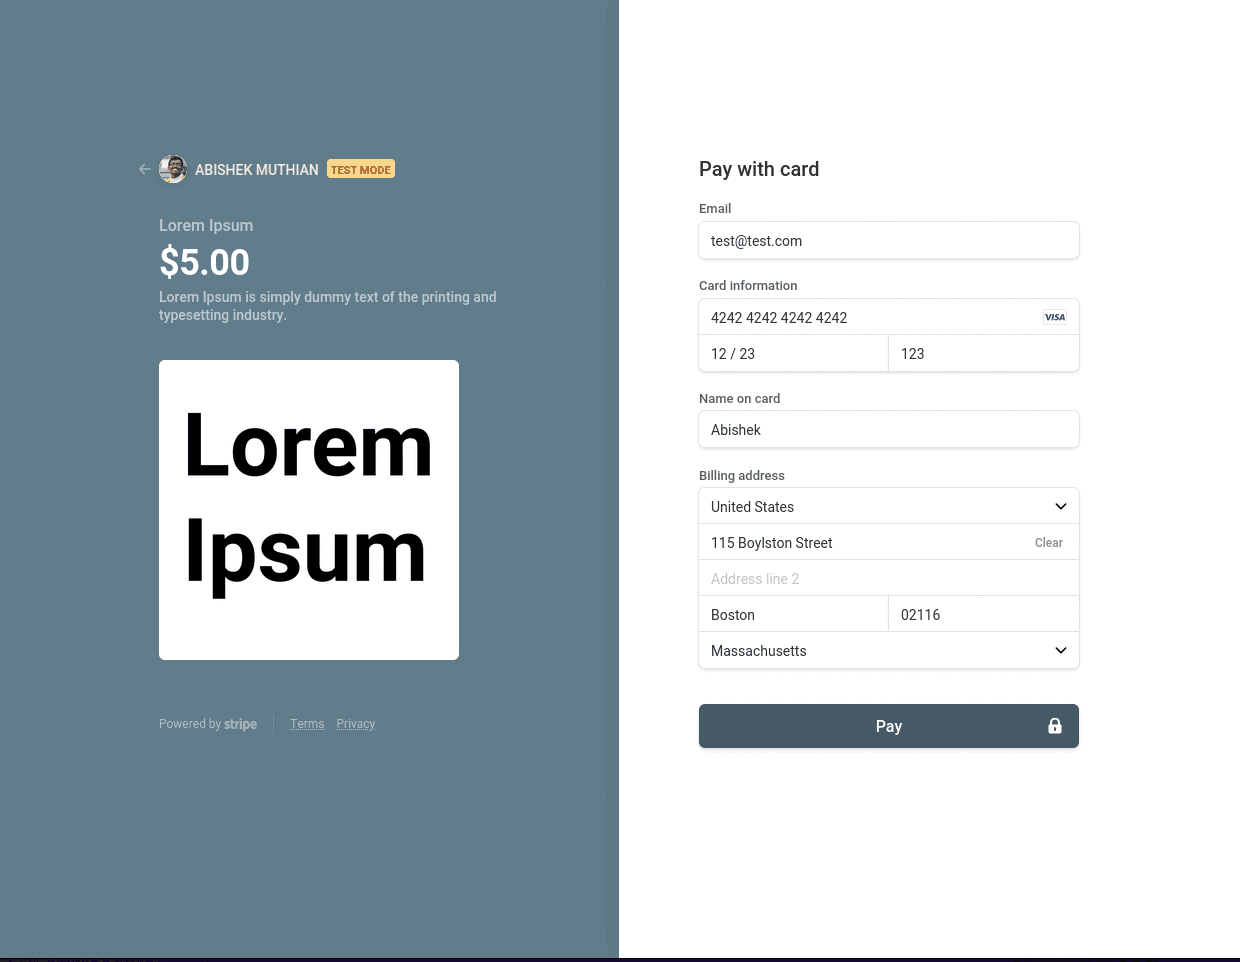 ABISHEK MUTHIAN TEST MODE
Lorem Ipsum
$5.00
Lorem Ipsum is simply dummy text of the printing and
typesetting industry.
Lorem
Ipsum
Powered by stripe Terms Privacy
Pay with card
Email
test@test.com
Card information
4242 4242 4242 4242 VISA
12 / 23 123
Name on card
Abishek
Billing address
United States
115 Boylston Street Clear
Address line 2
Boston 02116
Massachusetts
Pay